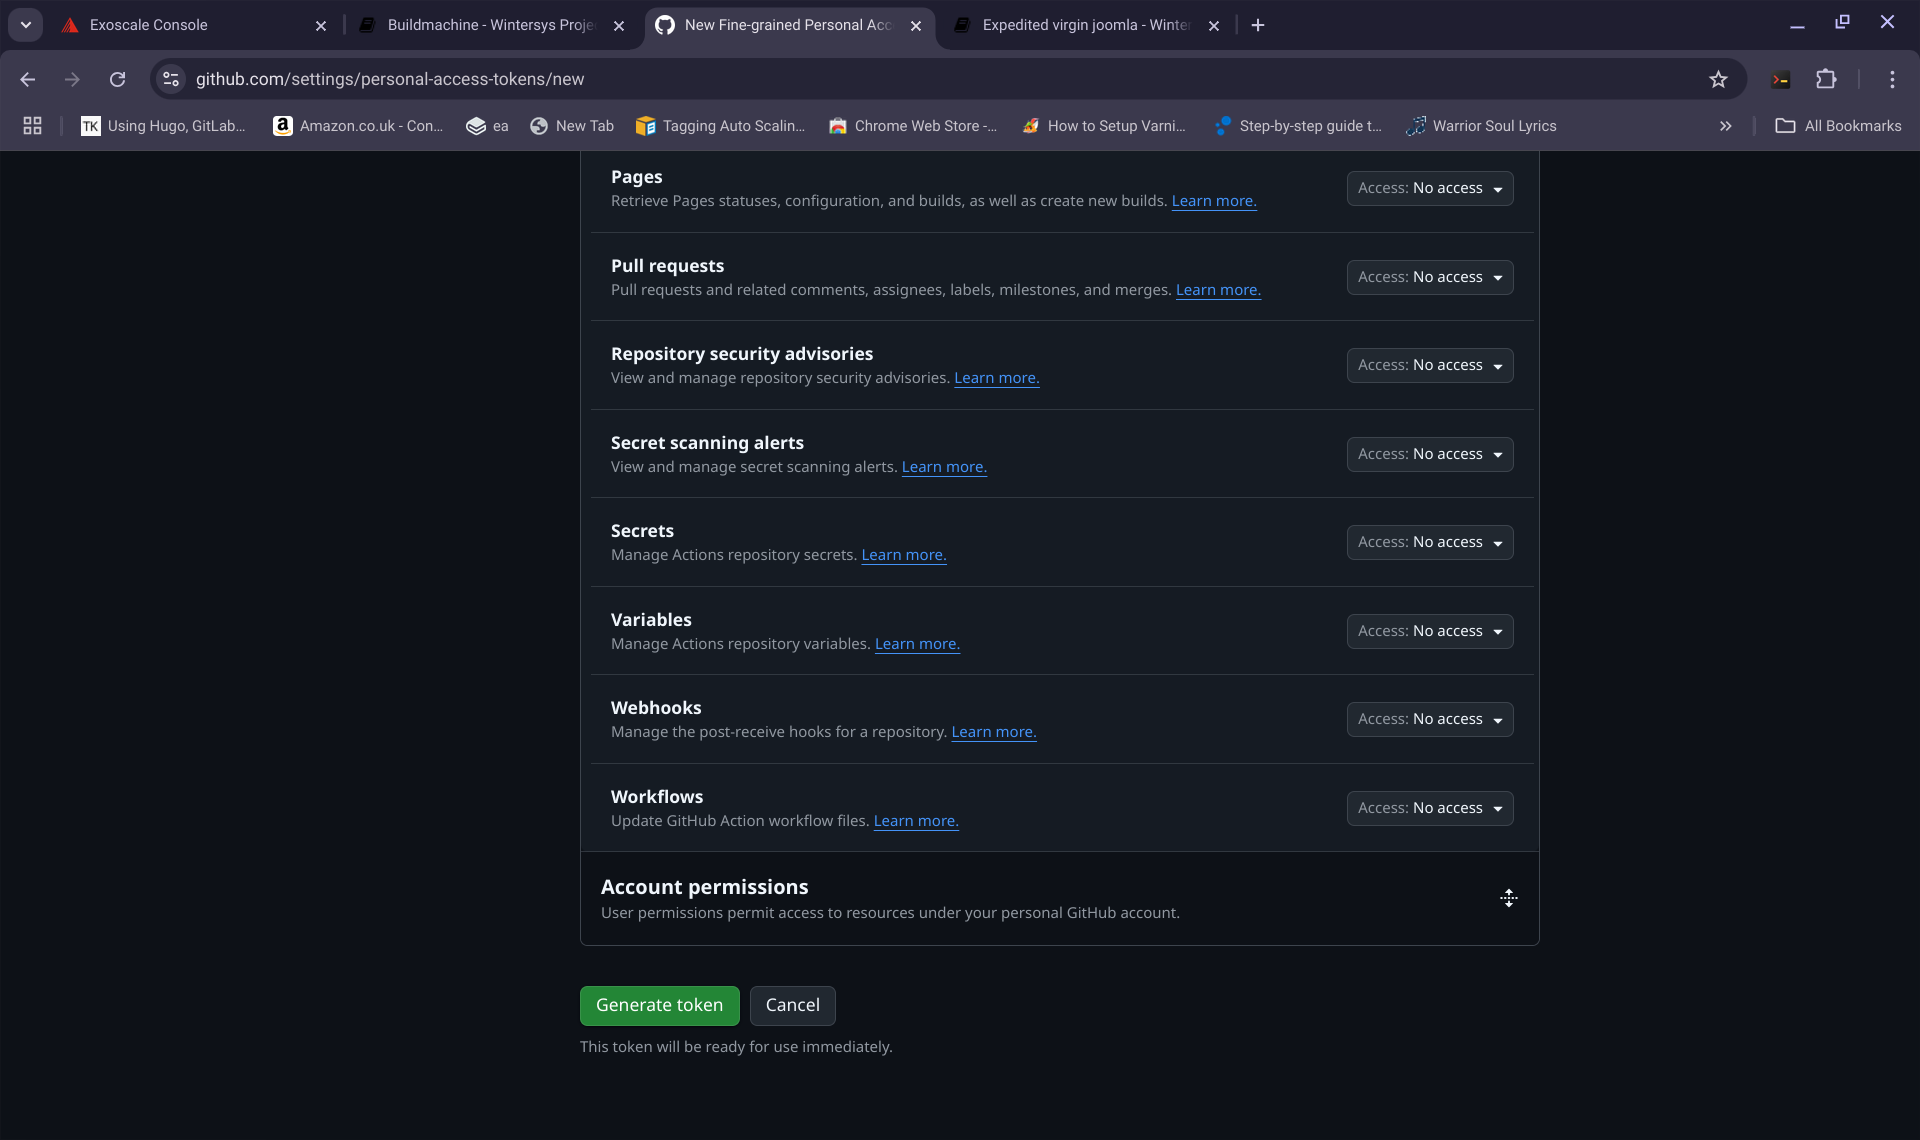 Exoscale Console
Buildmachine - Wintersys Proje
New Fine-grained Personal Acc
Expedited virgin joomla - Winter
github.com/settings/personal-access-tokens/new
TK Using Hugo, GitLab…
a Amazon.co.uk - Con…
ea
New Tab
Tagging Auto Scalin…
Chrome Web Store -…
How to Setup Varni…
Step-by-step guide t…
Warrior Soul Lyrics
All Bookmarks
Pages
Retrieve Pages statuses, configuration, and builds, as well as create new builds. Learn more.
Access: No access
Pull requests
Pull requests and related comments, assignees, labels, milestones, and merges. Learn more.
Access: No access
Repository security advisories
View and manage repository security advisories. Learn more.
Access: No access
Secret scanning alerts
View and manage secret scanning alerts. Learn more.
Access: No access
Secrets
Manage Actions repository secrets. Learn more.
Access: No access
Variables
Manage Actions repository variables. Learn more.
Access: No access
Webhooks
Manage the post-receive hooks for a repository. Learn more.
Access: No access
Workflows
Update GitHub Action workflow files. Learn more.
Access: No access
Account permissions
User permissions permit access to resources under your personal GitHub account.
Generate token
Cancel
This token will be ready for use immediately.